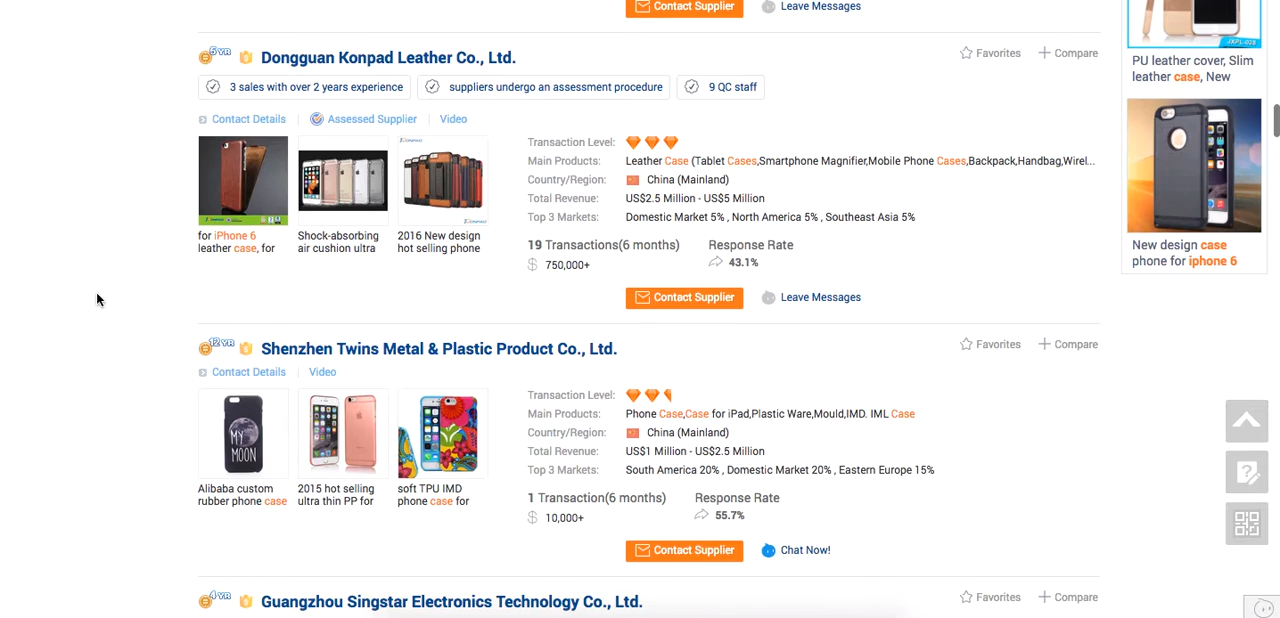 Contact Supplier Leave Messages
5 YR Dongguan Konpad Leather Co., Ltd. Favorites Compare
3 sales with over 2 years experience suppliers undergo an assessment procedure 9 QC staff
Contact Details Assessed Supplier Video
Transaction Level:
Main Products: Leather Case (Tablet Cases,Smartphone Magnifier,Mobile Phone Cases,Backpack,Handbag,Wirel...
Country/Region: China (Mainland)
Total Revenue: US$2.5 Million - US$5 Million
Top 3 Markets: Domestic Market 5% , North America 5% , Southeast Asia 5%
for iPhone 6
leather case, for
Shock-absorbing
air cushion ultra
2016 New design
hot selling phone
19 Transactions(6 months) Response Rate
$ 750,000+ 43.1%
Contact Supplier Leave Messages
12 YR Shenzhen Twins Metal & Plastic Product Co., Ltd. Favorites Compare
Contact Details Video
Transaction Level:
Main Products: Phone Case,Case for iPad,Plastic Ware,Mould,IMD. IML Case
Country/Region: China (Mainland)
Total Revenue: US$1 Million - US$2.5 Million
Top 3 Markets: South America 20% , Domestic Market 20% , Eastern Europe 15%
MY
MOON
Alibaba custom
rubber phone case
2015 hot selling
ultra thin PP for
soft TPU IMD
phone case for
1 Transaction(6 months) Response Rate
$ 10,000+ 55.7%
Contact Supplier Chat Now!
4 YR Guangzhou Singstar Electronics Technology Co., Ltd. Favorites Compare
JXPL-028
PU leather cover, Slim
leather case, New
New design case
phone for iphone 6